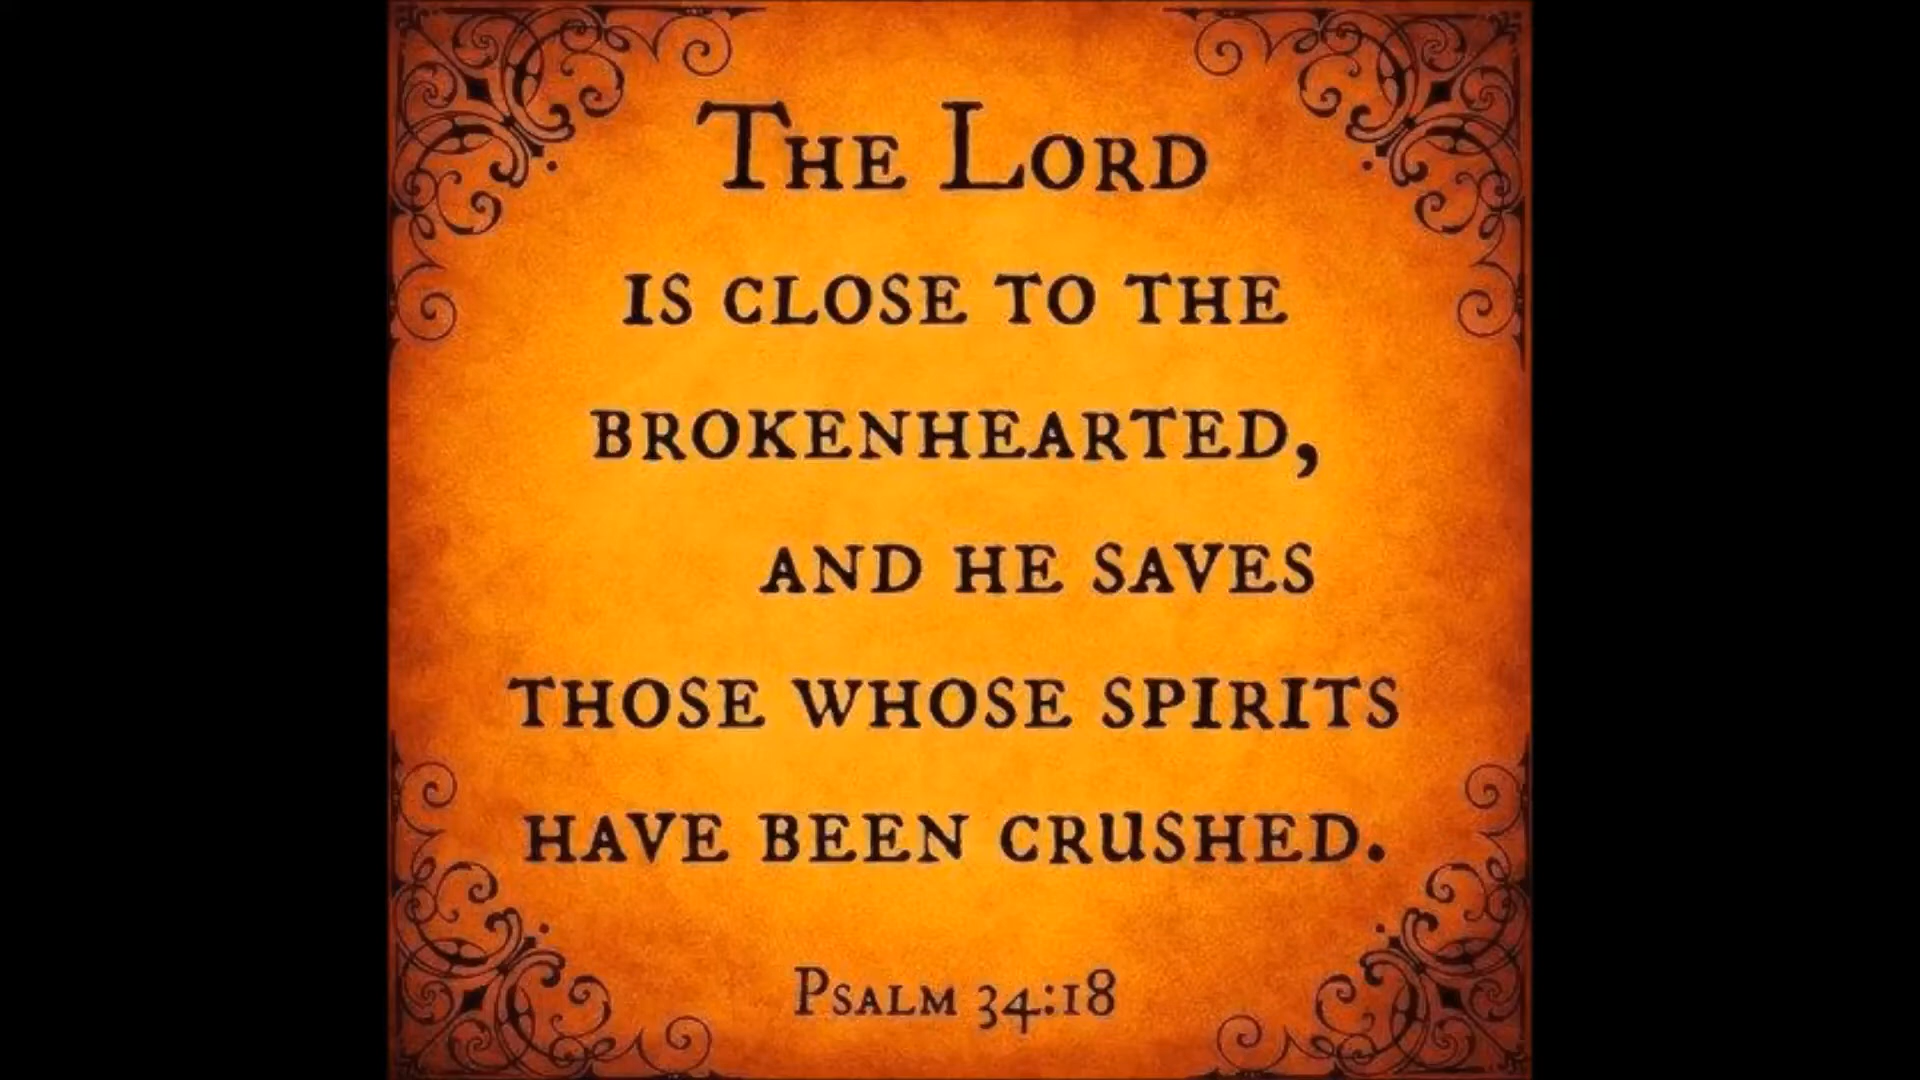 The Lord
is close to the
brokenhearted,
and he saves
those whose spirits
have been crushed.
Psalm 34:18